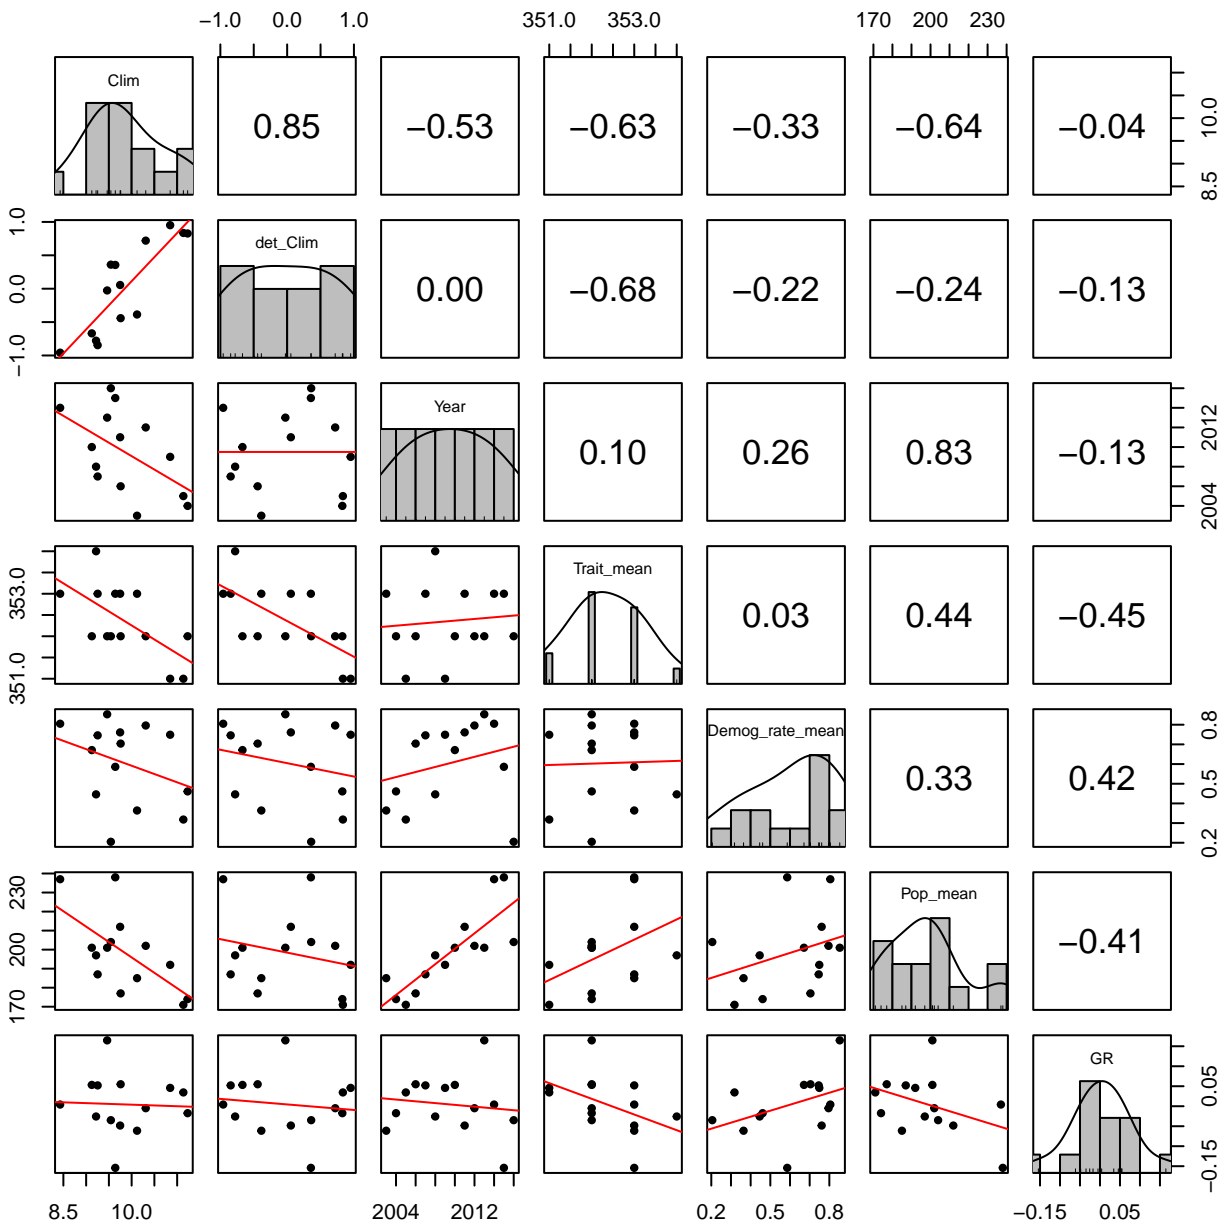 −1.0 0.0 1.0 351.0 353.0 170 200 230
Clim 0.85 −0.53 −0.63 −0.33 −0.64 −0.04 8.5 10.0
−1.0 0.0 1.0 det_Clim 0.00 −0.68 −0.22 −0.24 −0.13
Year 0.10 0.26 0.83 −0.13 2004 2012
351.0 353.0 Trait_mean 0.03 0.44 −0.45
Demog_rate_mean 0.33 0.42 0.2 0.5 0.8
170 200 230 Pop_mean −0.41
GR −0.15 0.05
8.5 10.0 2004 2012 0.2 0.5 0.8 −0.15 0.05